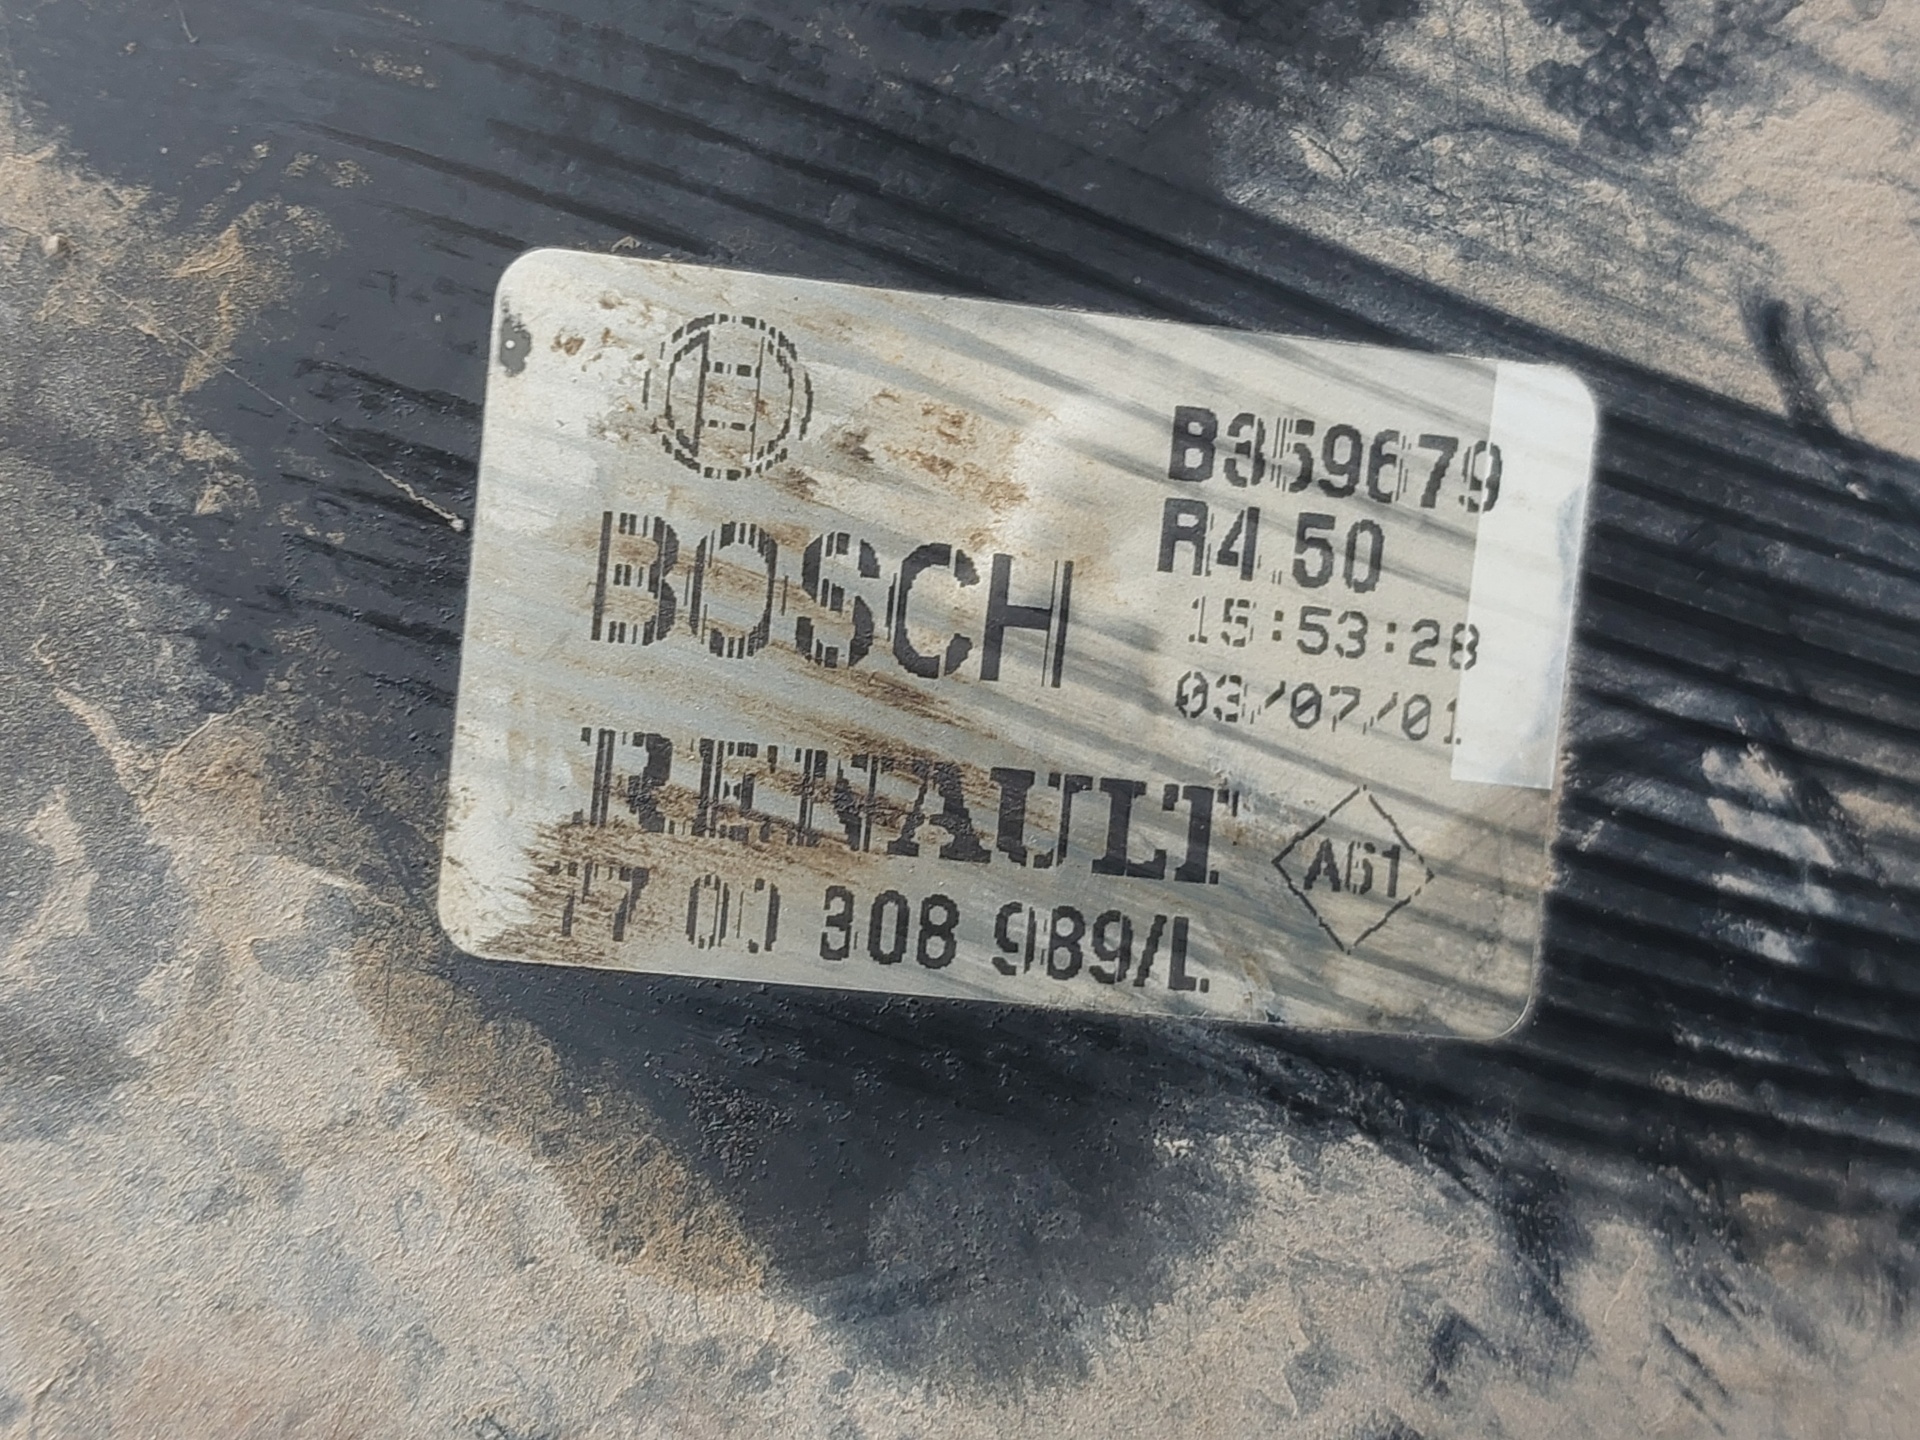 BOSCH
B359679
R4.50
15:53:28
03/07/01
RENAULT
A61
77 00 308 989/L.